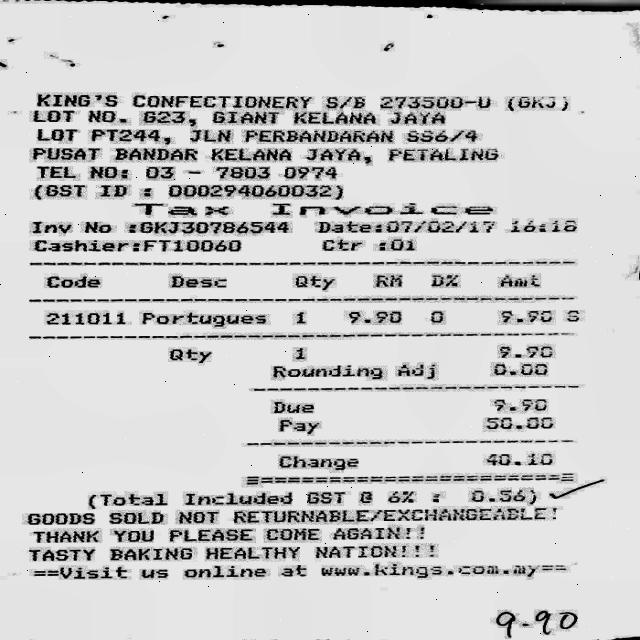 KING'S CONFECTIONERY S/B 273500-U (GKJ)
LOT NO. G23, GIANT KELANA JAYA
LOT PT244, JLN PERBANDARAN SS6/4
PUSAT BANDAR KELANA JAYA, PETALING
TEL NO: 03 - 7803 0974
(GST ID : 000294060032)
Tax Invoice
Inv No :GKJ30786544 Date:07/02/17 16:18
Cashier:FT10060 Ctr :01
Code Desc Qty RM D% Amt
211011 Portugues 1 9.90 0 9.90 S
Qty 1 9.90
Rounding Adj 0.00
Due 9.90
Pay 50.00
Change 40.10
(Total Included GST @ 6% : 0.56)
GOODS SOLD NOT RETURNABLE/EXCHANGEABLE!
THANK YOU PLEASE COME AGAIN!!
TASTY BAKING HEALTHY NATION!!!
==Visit us online at www.kings.com.my==
9-90